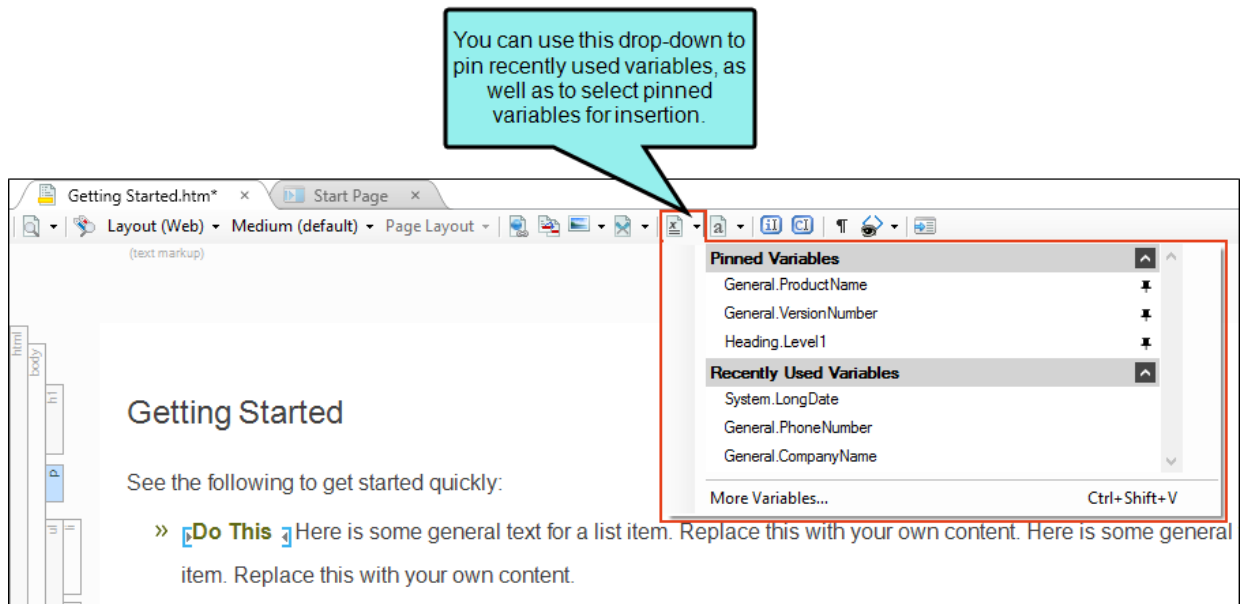 You can use this drop-down to
pin recently used variables, as
well as to select pinned
variables for insertion.
Getting Started.htm* × Start Page ×
Layout (Web) Medium (default) Page Layout x a iI CI ¶
(text markup)
Pinned Variables
General.ProductName
General.VersionNumber
Heading.Level1
Recently Used Variables
System.LongDate
General.PhoneNumber
General.CompanyName
More Variables... Ctrl+Shift+V
html
body
h1
p
Getting Started
See the following to get started quickly:
» Do This Here is some general text for a list item. Replace this with your own content. Here is some general
item. Replace this with your own content.